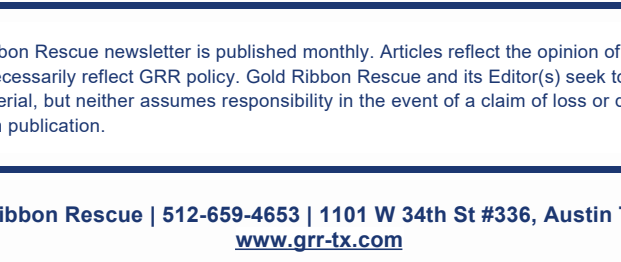 bon Rescue newsletter is published monthly. Articles reflect the opinion of
ecessarily reflect GRR policy. Gold Ribbon Rescue and its Editor(s) seek to
erial, but neither assumes responsibility in the event of a claim of loss or
publication.
ibbon Rescue | 512-659-4653 | 1101 W 34th St #336, Austin
www.grr-tx.com